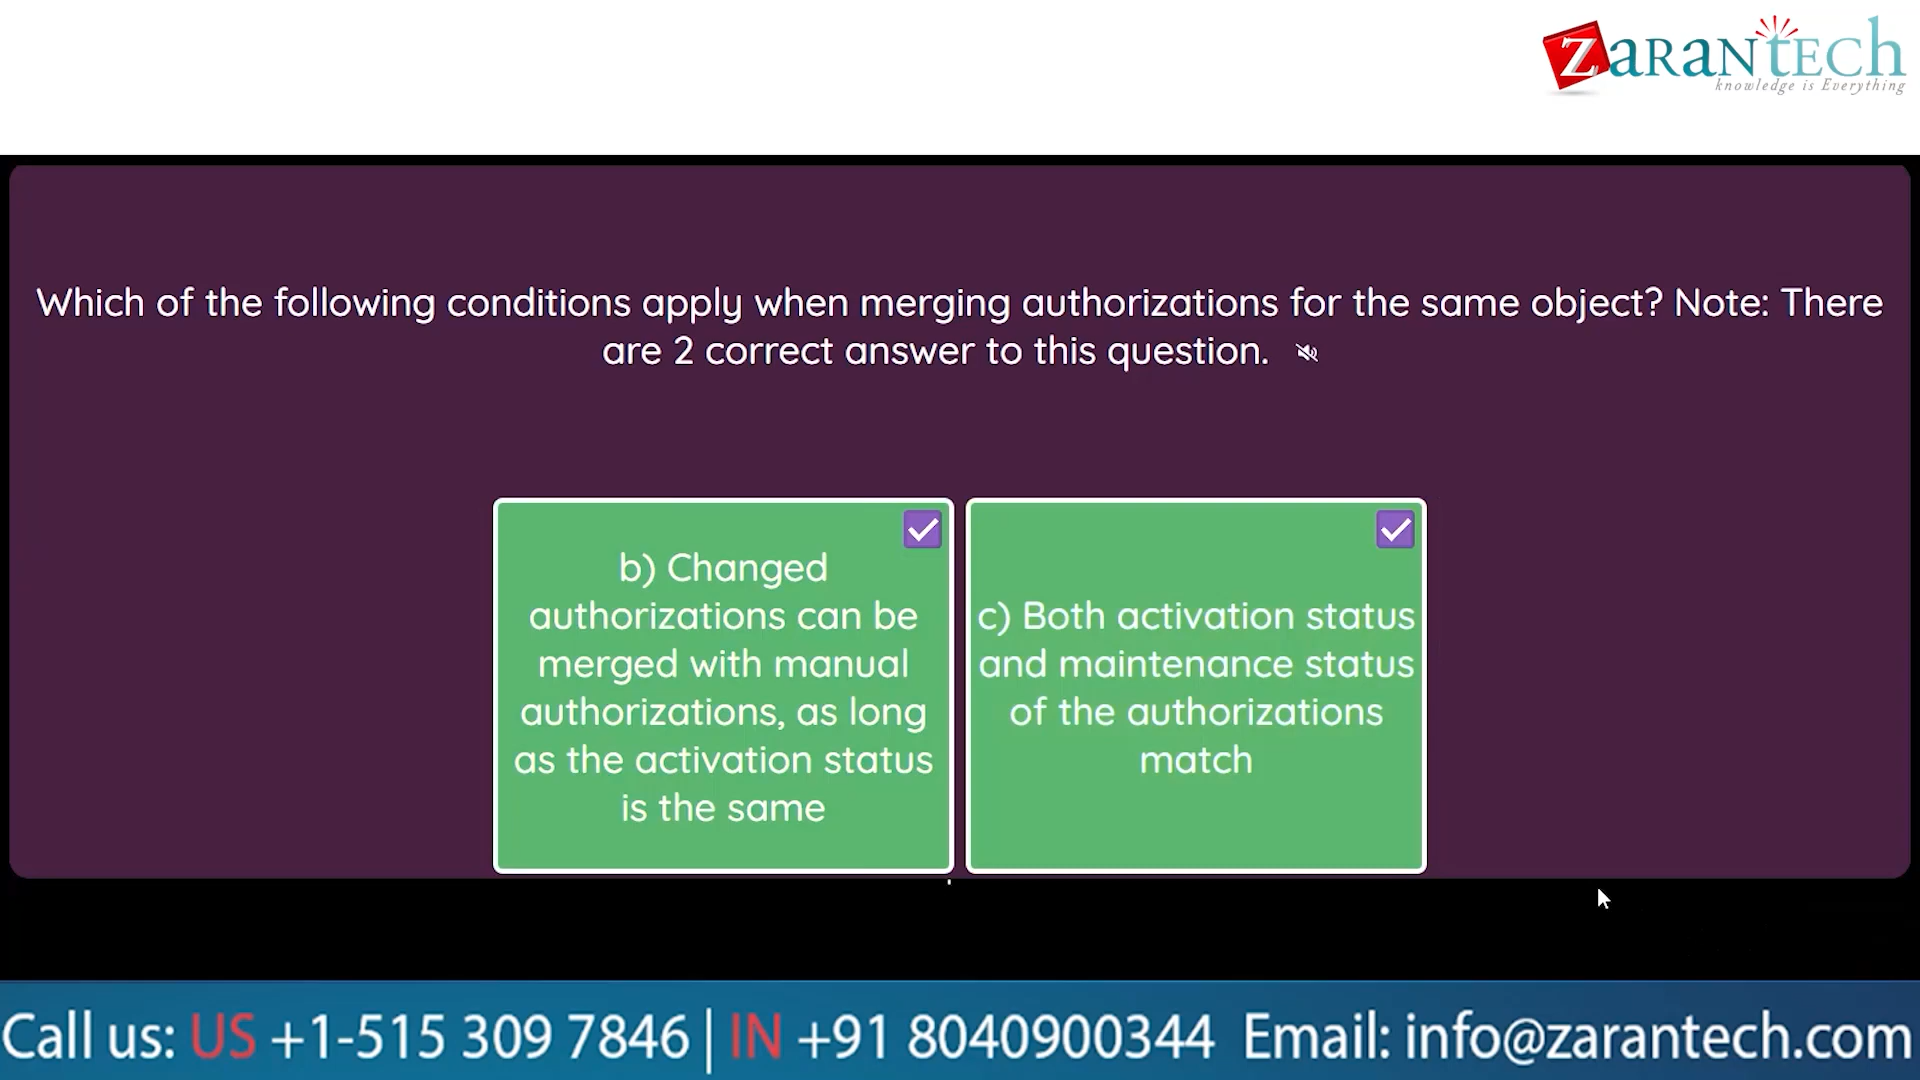 ZARANTECH
knowledge is Everything
Which of the following conditions apply when merging authorizations for the same object? Note: There
are 2 correct answer to this question.
b) Changed
authorizations can be
merged with manual
authorizations, as long
as the activation status
is the same
c) Both activation status
and maintenance status
of the authorizations
match
Call us: US +1-515 309 7846 | IN +91 8040900344 Email: info@zarantech.com